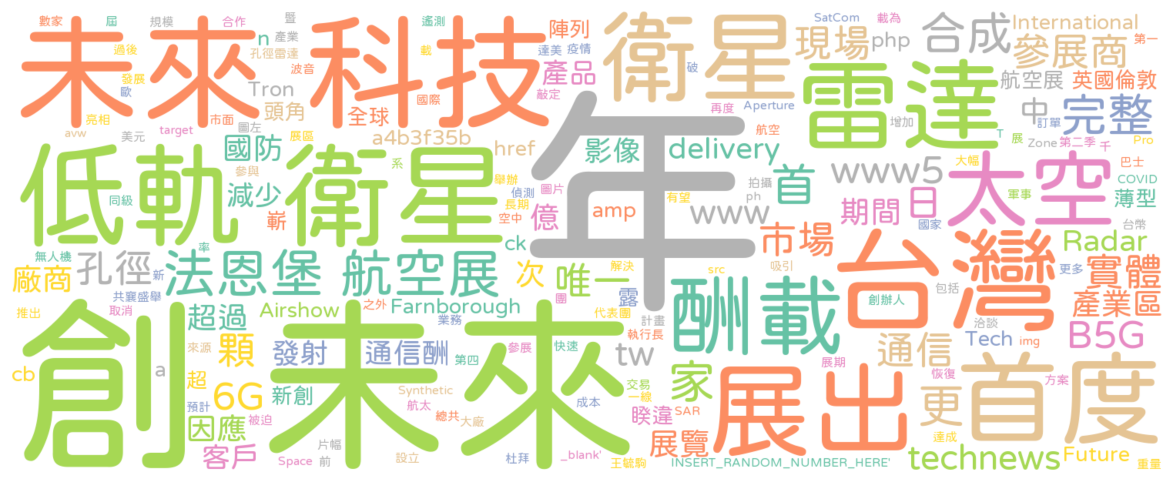 未來科技
衛星
現場
php
合成
International
參展商
SatCom
載為
第一
數家
屆
規模
合作
暨
遙測
陣列
過後
n
產業
孔徑雷達
載
達美
疫情
破
產品
敲定
Tron
波音
發展
歐
頭角
全球
國際
亮相
市面
再度
Aperture
航空展
英國倫敦
雷達
中
訂單
完整
avw
美元
target
圖左
展區
a4b3f35b
href
國防
參與
系
舉辦
影像
delivery
航空
增加
T
展
Zone
第二季
千
Pro
大幅
巴士
COVID
低軌衛星
年
同級
減少
嶄
偵測
長期
空中
圖片
億
amp
有望
首
拍攝
ph
www5
www
期間
日
太空
軍事
國家
薄型
台幣
無人機
率
ck
市場
廠商
孔徑
新
法恩堡
航空展
次
唯一
解決
src
吸引
台灣
Radar
更多
實體
共襄盛舉
取消
之外
團
露
創辦人
包括
產業區
推出
超過
Airshow
Farnborough
代表團
計畫
酬載
創未來
業務
執行長
洽談
Tech
img
B5G
來源
顆
發射
通信酬
第四
參展
快速
tw
展期
通信
恢復
方案
cb
a
超
6G
新創
Synthetic
交易
一線
家
首度
預計
被迫
航太
總共
大廠
成本
睽違
SAR
展出
更
因應
客戶
片幅
前
Space
設立
杜拜
_blank'
王毓駒
展覽
INSERT_RANDOM_NUMBER_HERE'
達成
technews
Future
重量